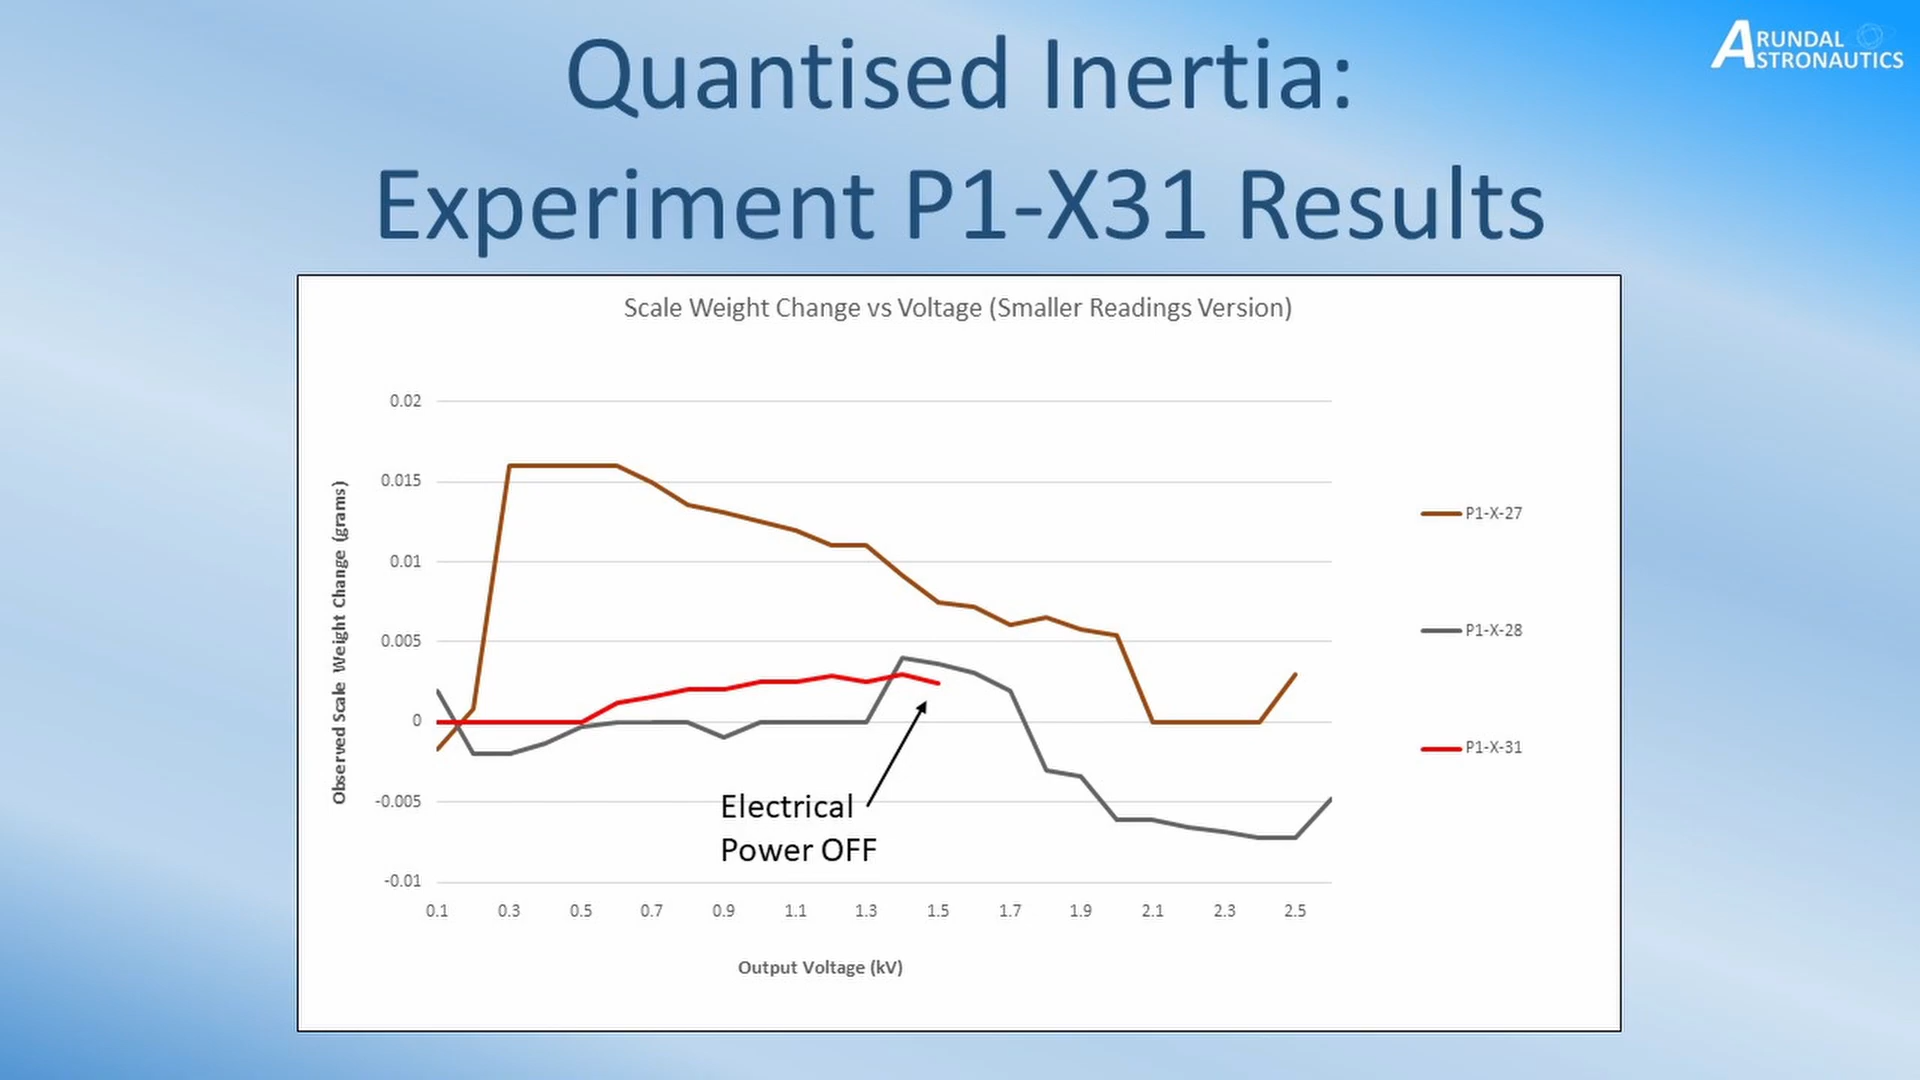 Quantised Inertia:
Experiment P1-X31 Results
ARUNDAL
ASTRONAUTICS
Scale Weight Change vs Voltage (Smaller Readings Version)
Observed Scale Weight Change (grams)
0.02
0.015
0.01
0.005
0
-0.005
-0.01
P1-X-27
P1-X-28
P1-X-31
Electrical
Power OFF
0.1 0.3 0.5 0.7 0.9 1.1 1.3 1.5 1.7 1.9 2.1 2.3 2.5
Output Voltage (kV)